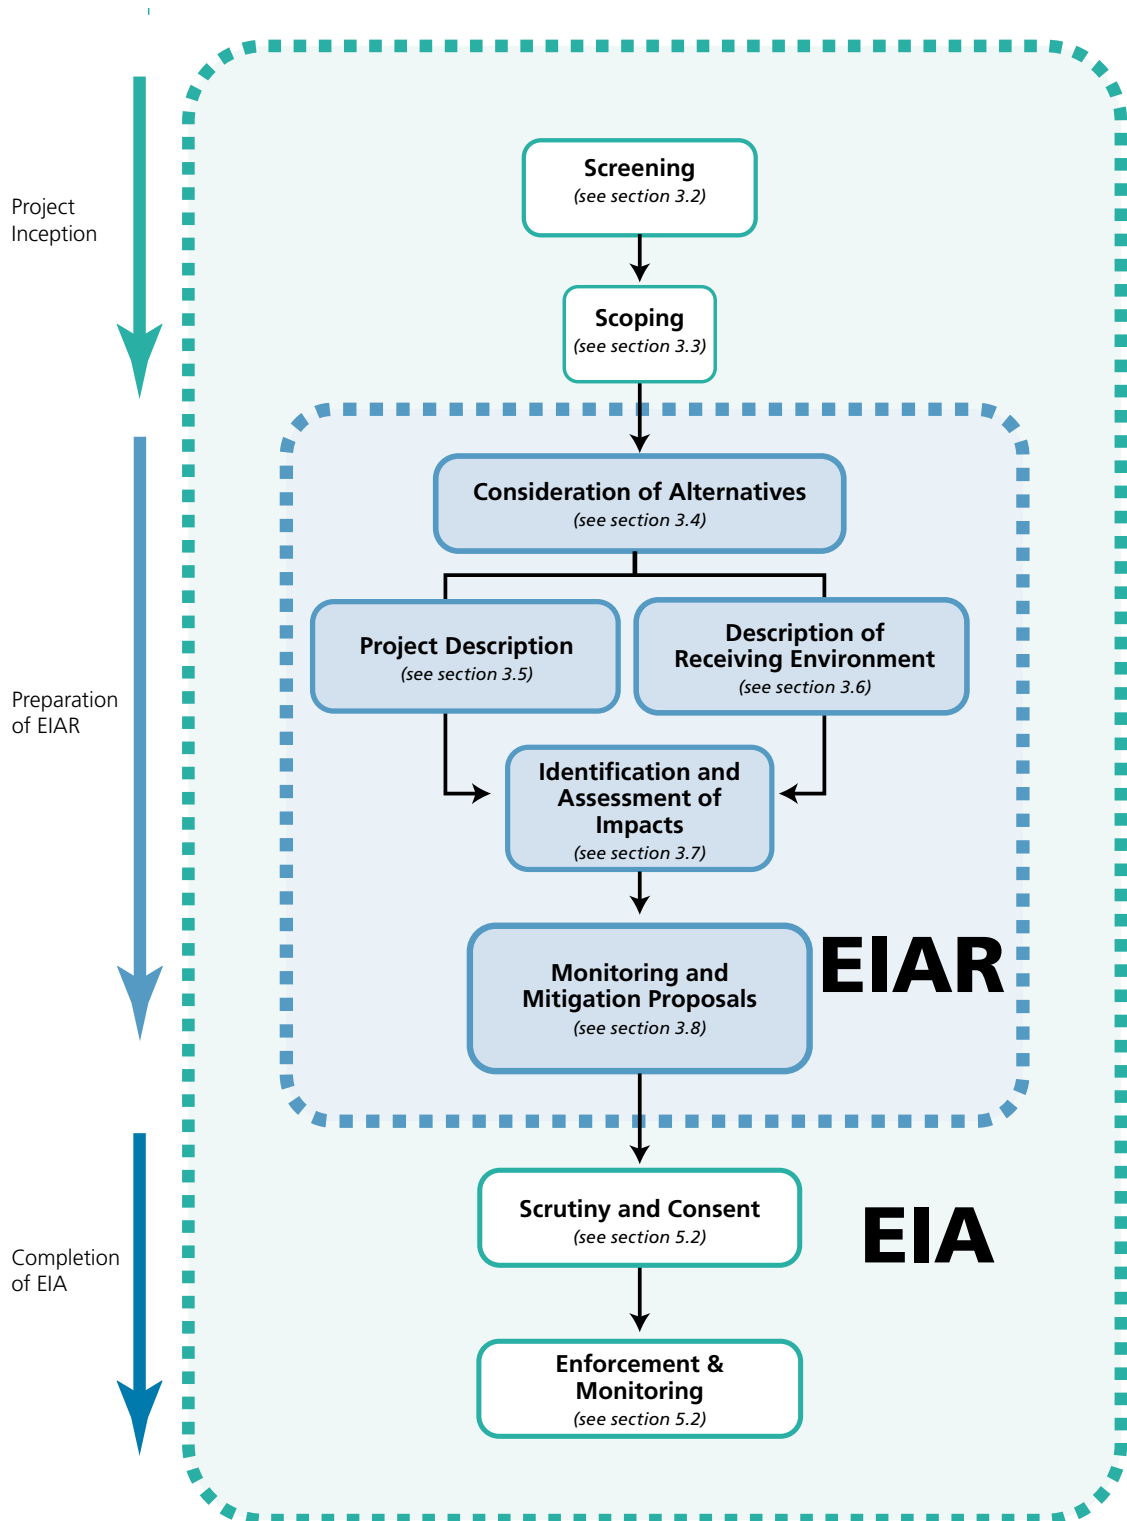 Screening
(see section 3.2)
Project
Inception
Scoping
(see section 3.3)
Consideration of Alternatives
(see section 3.4)
Project Description
(see section 3.5)
Description of
Receiving Environment
(see section 3.6)
Preparation
of EIAR
Identification and
Assessment of
Impacts
(see section 3.7)
Monitoring and
Mitigation Proposals
(see section 3.8)
EIAR
Scrutiny and Consent
(see section 5.2)
EIA
Completion
of EIA
Enforcement &
Monitoring
(see section 5.2)